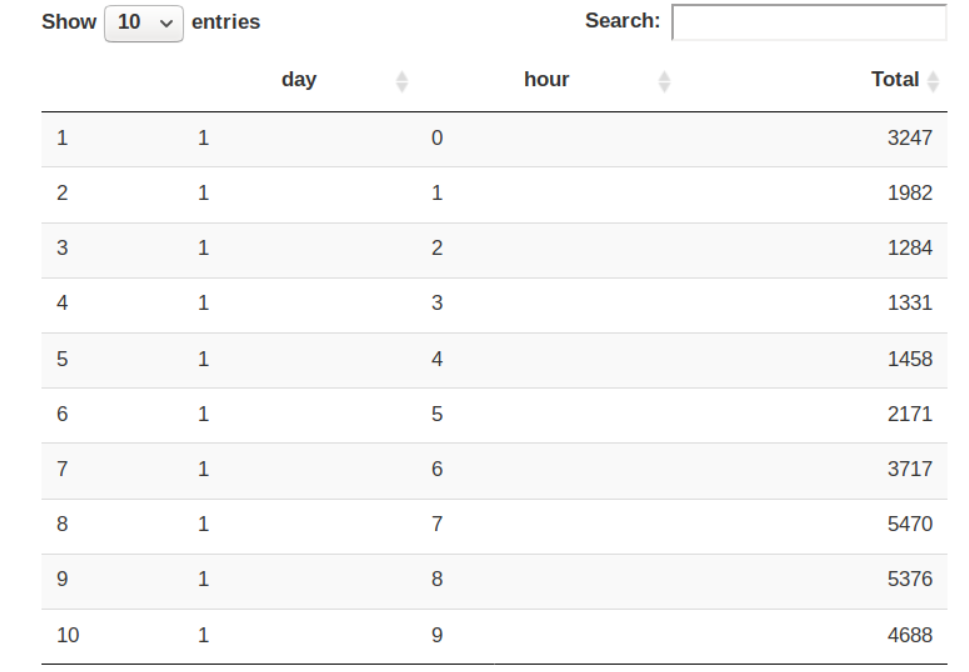 Show 10 entries Search:
day hour Total
1 1 0 3247
2 1 1 1982
3 1 2 1284
4 1 3 1331
5 1 4 1458
6 1 5 2171
7 1 6 3717
8 1 7 5470
9 1 8 5376
10 1 9 4688